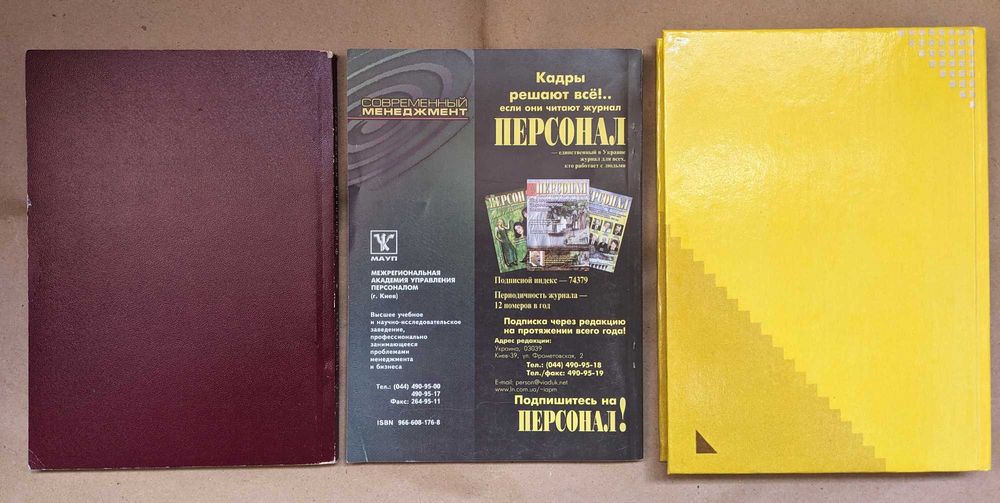 СОВРЕМЕННЫЙ
МЕНЕДЖМЕНТ
МАУП
МЕЖРЕГИОНАЛЬНАЯ
АКАДЕМИЯ УПРАВЛЕНИЯ
ПЕРСОНАЛОМ
(г. Киев)
Высшее учебное
и научно-исследовательское
заведение,
профессионально
занимающееся
проблемами
менеджмента
и бизнеса
Тел.: (044) 490-95-00
490-95-17
Факс: 264-95-11
ISBN 966-608-176-8
Кадры
решают всё!..
если они читают журнал
ПЕРСОНАЛ
— единственный в Украине
журнал для всех,
кто работает с людьми
ПЕРСОНАЛ
Подписной индекс — 74379
Периодичность журнала —
12 номеров в год
Подписка через редакцию
на протяжении всего года!
Адрес редакции:
Украина, 03039
Киев-39, ул. Фрометовская, 2
Тел.: (044) 490-95-18
Тел./факс: 490-95-19
E-mail: person@viaduk.net
www.ln.com.ua/~iapm
Подпишитесь на
ПЕРСОНАЛ!